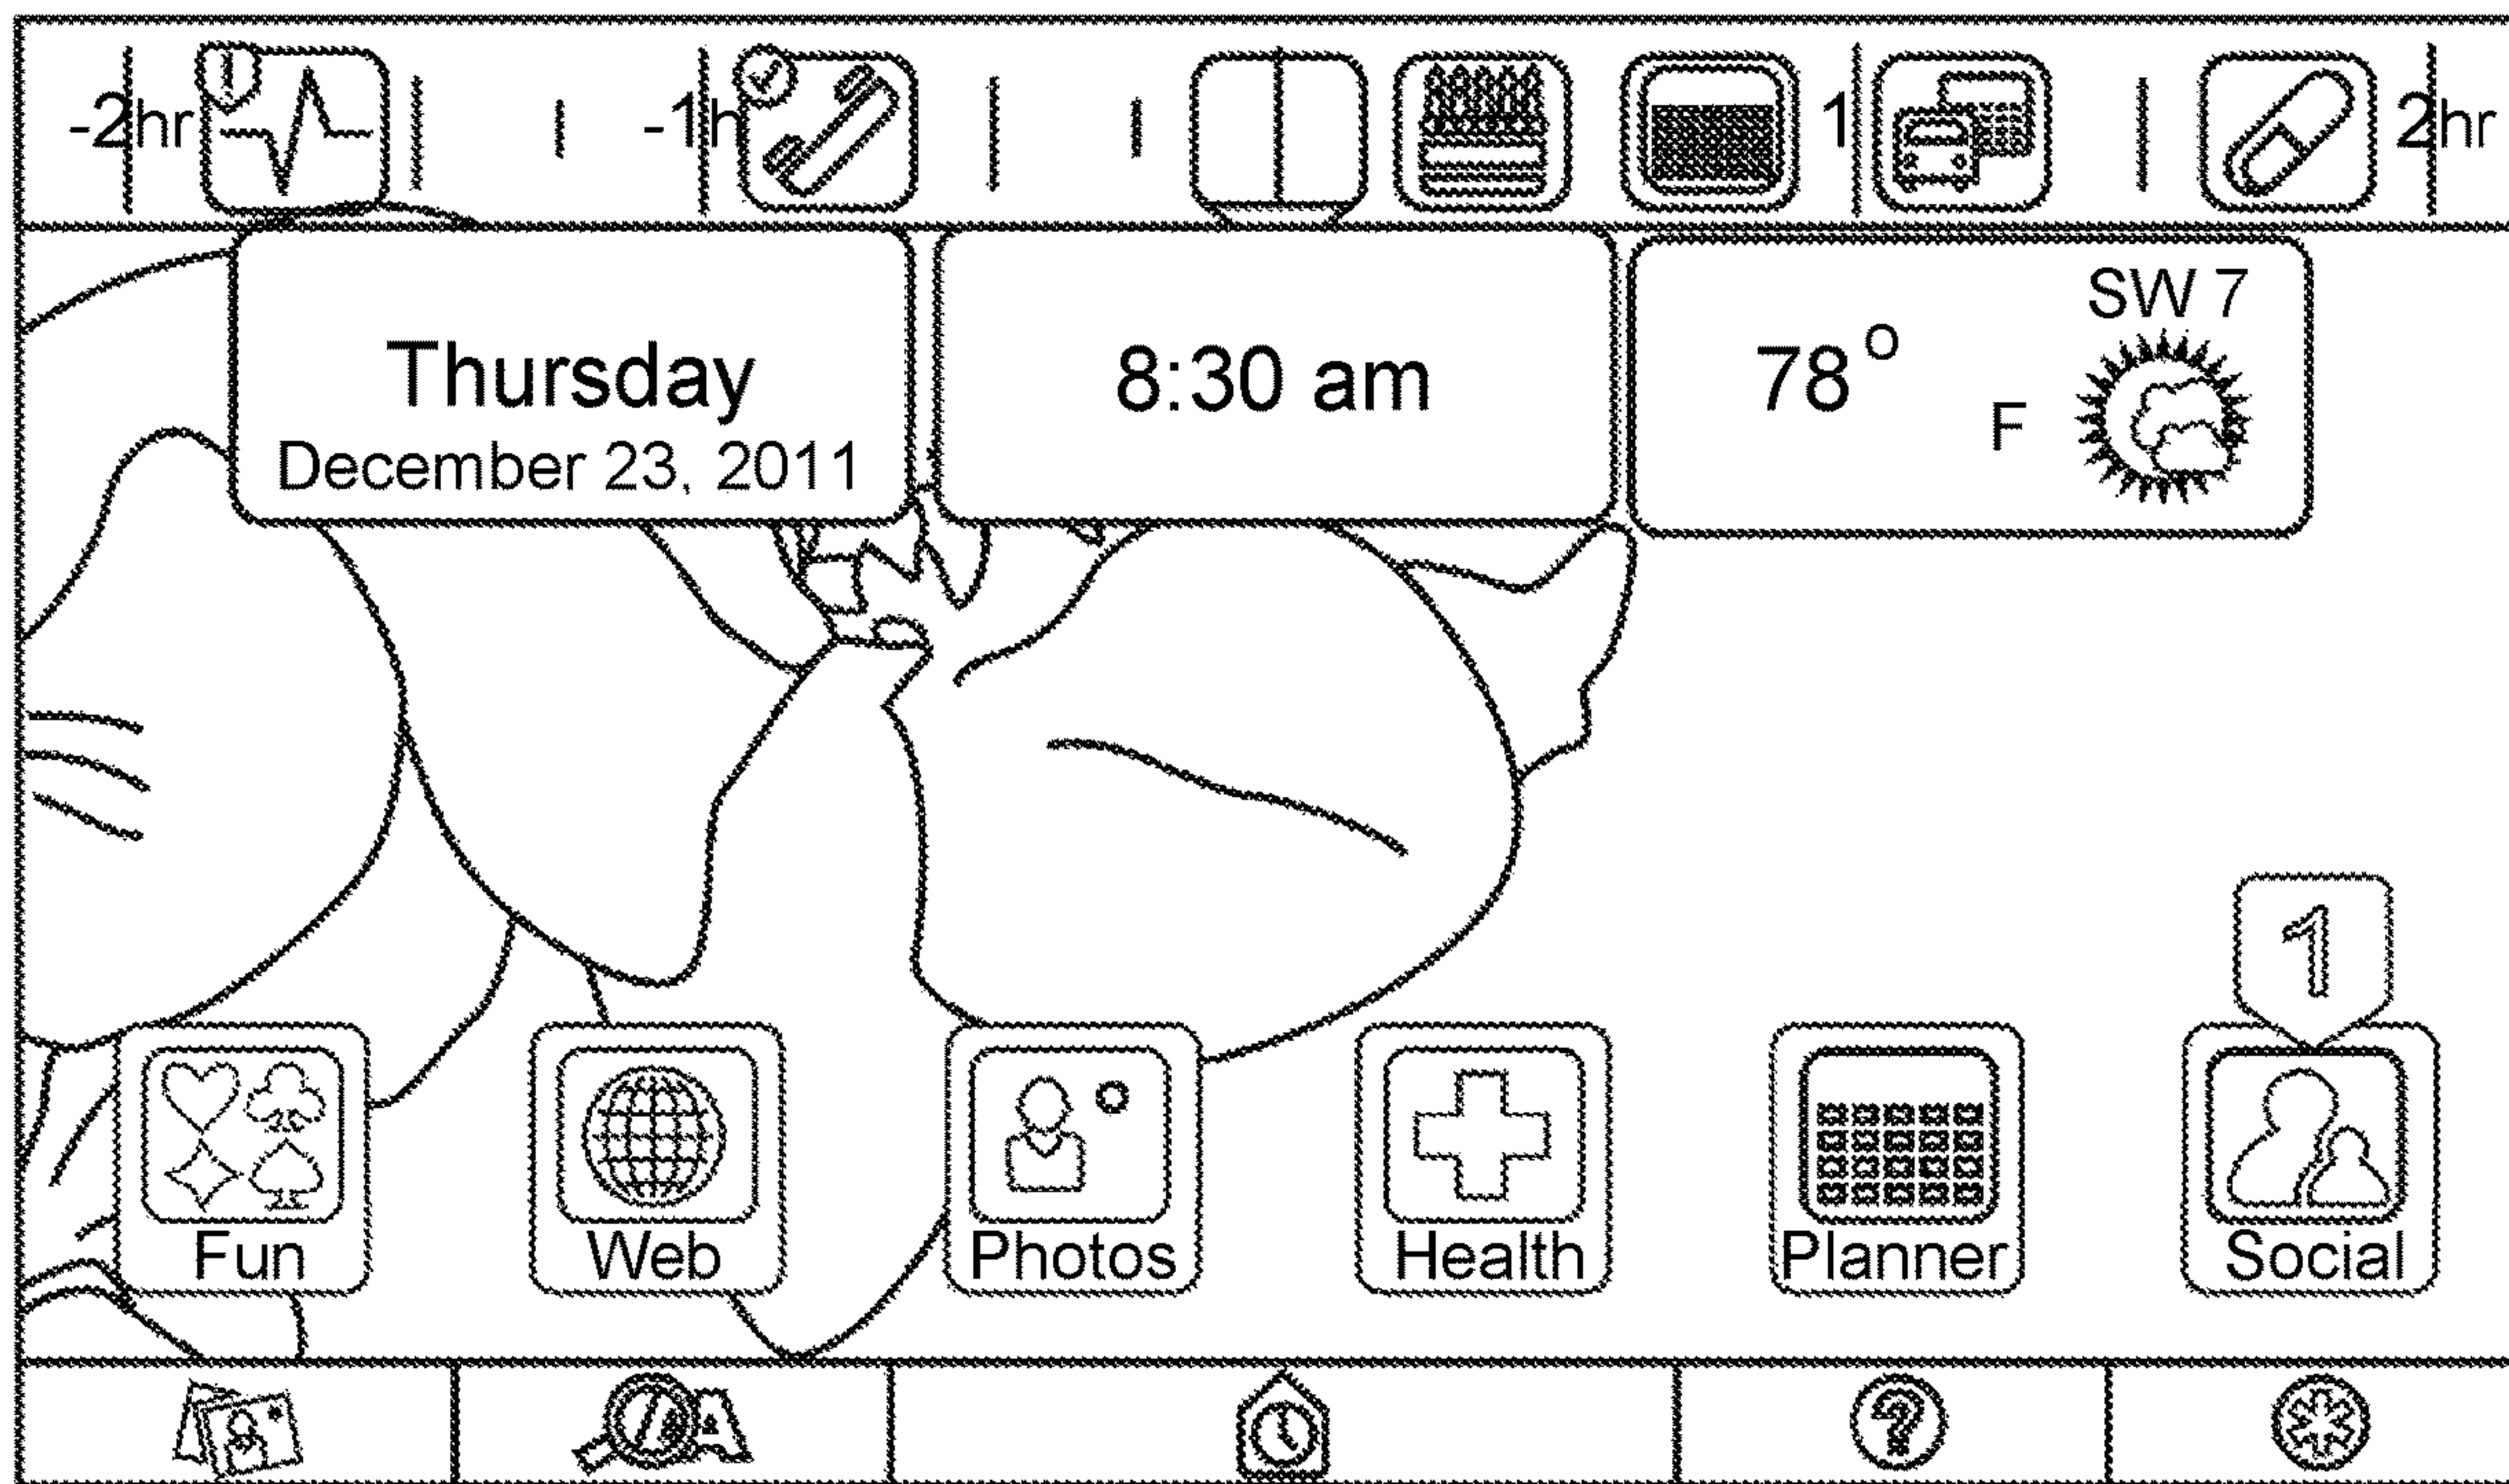 -2hr
-1h
1
2hr
Thursday
December 23, 2011
8:30 am
SW 7
78°
F
1
Fun
Web
Photos
Health
Planner
Social
?